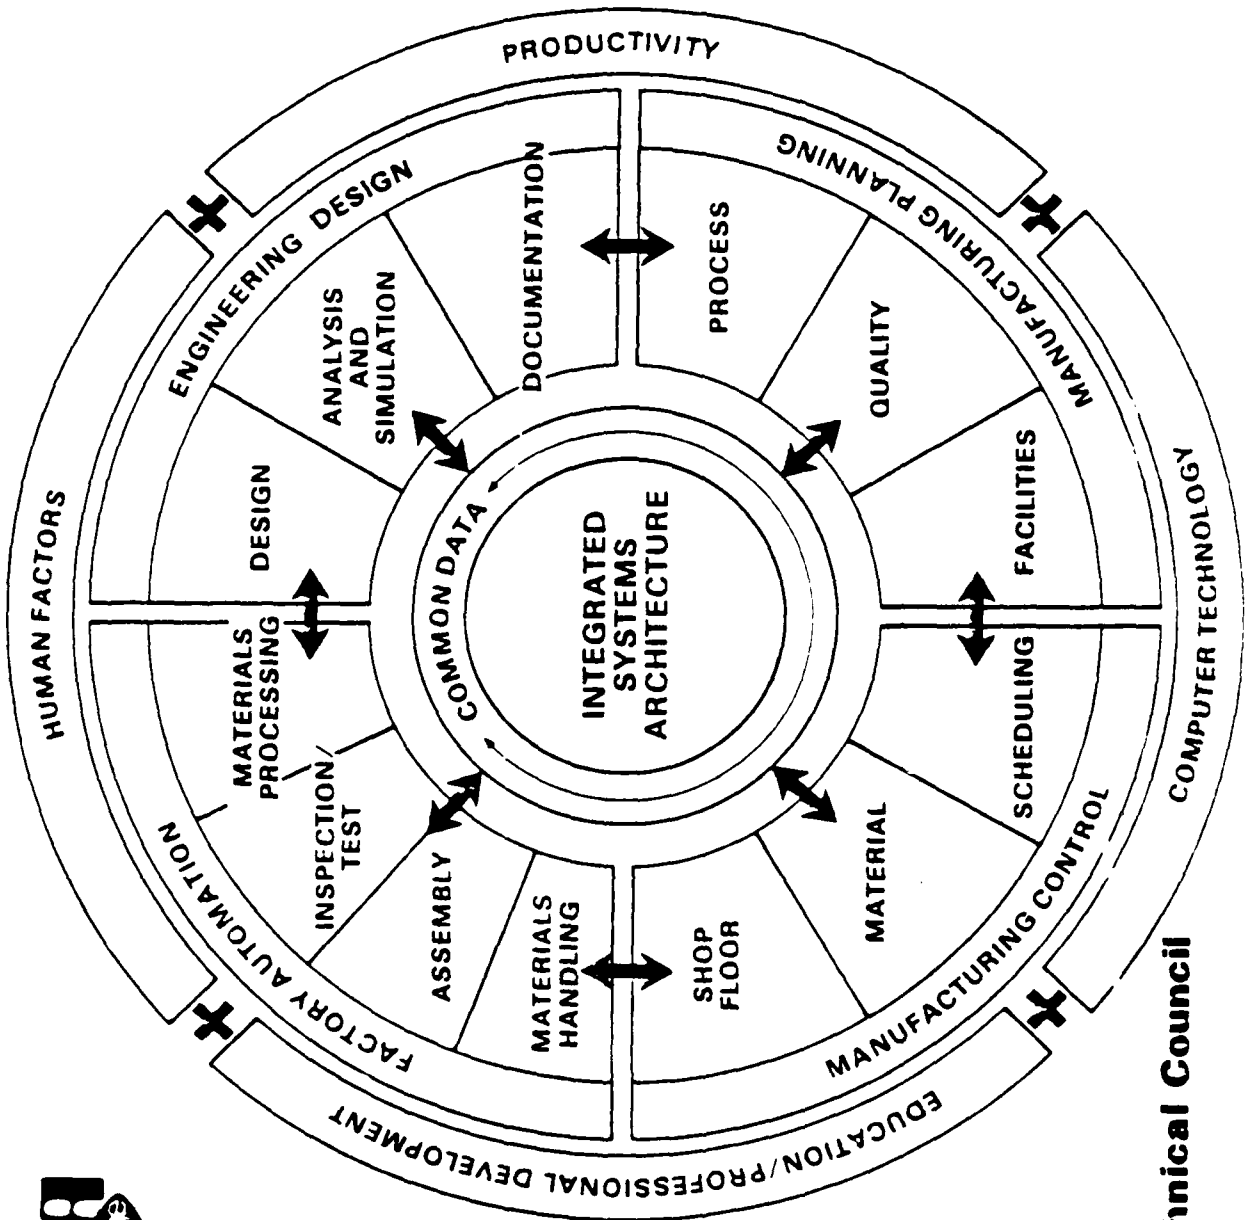 PRODUCTIVITY
HUMAN FACTORS
COMPUTER TECHNOLOGY
EDUCATION/PROFESSIONAL DEVELOPMENT
ENGINEERING DESIGN
DESIGN
ANALYSIS
AND
SIMULATION
DOCUMENTATION
MANUFACTURING PLANNING
PROCESS
QUALITY
FACILITIES
MANUFACTURING CONTROL
SCHEDULING
MATERIAL
SHOP
FLOOR
FACTORY AUTOMATION
MATERIALS
HANDLING
ASSEMBLY
INSPECTION/
TEST
MATERIALS
PROCESSING
COMMON DATA
INTEGRATED
SYSTEMS
ARCHITECTURE
Council